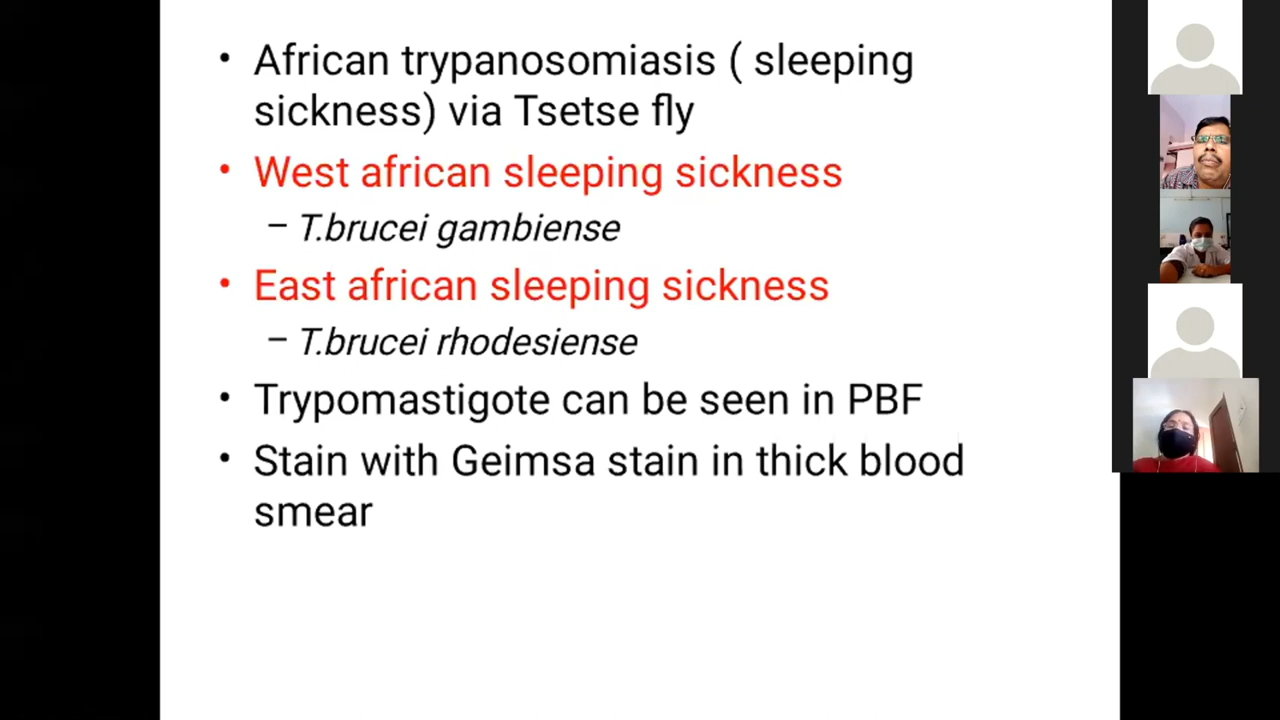 • African trypanosomiasis ( sleeping
sickness) via Tsetse fly
• West african sleeping sickness
– T.brucei gambiense
• East african sleeping sickness
– T.brucei rhodesiense
• Trypomastigote can be seen in PBF
• Stain with Geimsa stain in thick blood
smear